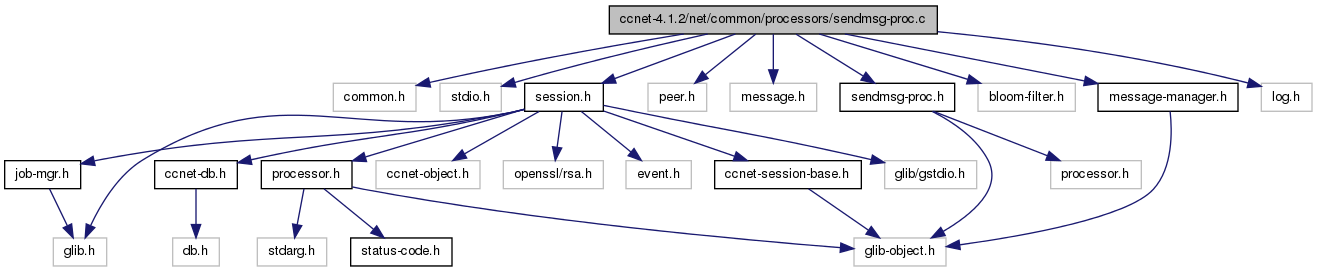 ccnet-4.1.2/net/common/processors/sendmsg-proc.c
common.h
stdio.h
session.h
peer.h
message.h
sendmsg-proc.h
bloom-filter.h
message-manager.h
log.h
job-mgr.h
ccnet-db.h
processor.h
ccnet-object.h
openssl/rsa.h
event.h
ccnet-session-base.h
glib/gstdio.h
processor.h
glib.h
db.h
stdarg.h
status-code.h
glib-object.h